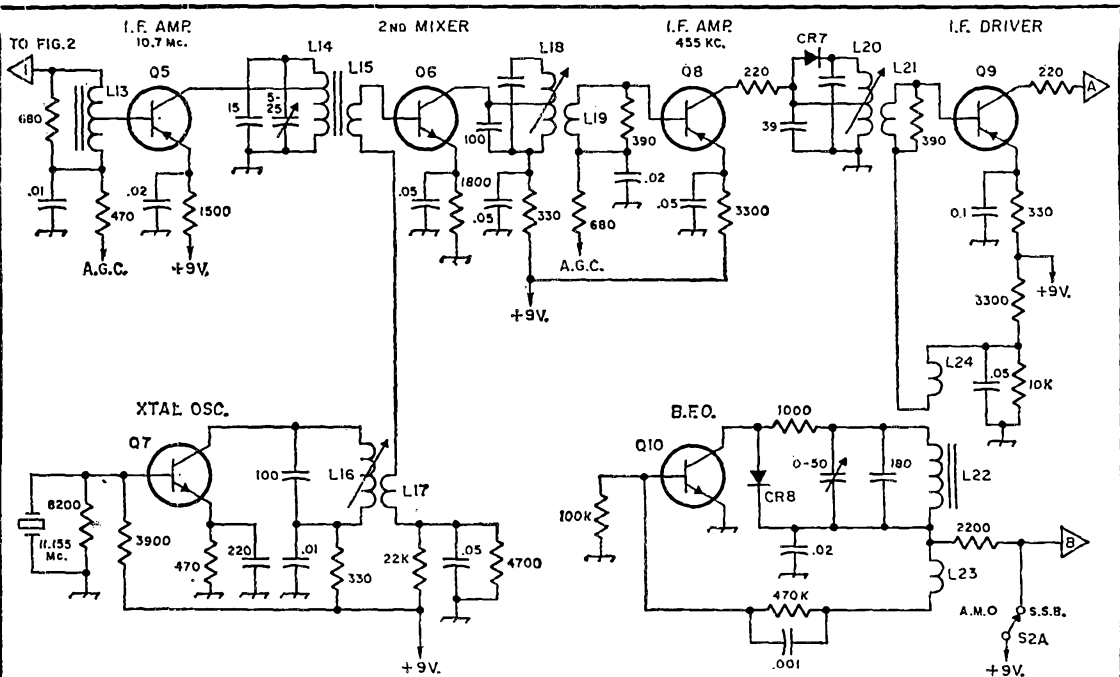 I.F. AMP.
10.7 Mc.
2ND MIXER
I.F. AMP.
455 KC.
I.F. DRIVER
TO FIG.2
1
L13
Q5
680
.01
470
A.G.C.
.02
1500
+9V.
15
5-25
L14
L15
Q6
.05
1800
L18
100
.05
330
+9V.
L19
390
.02
680
A.G.C.
Q8
220
.05
3300
CR7
39
L20
L21
390
Q9
220
A
0.1
330
+9V.
3300
L24
.05
10K
XTAL OSC.
Q7
11.155
Mc.
8200
3900
470
220
100
.01
L16
330
L17
22K
.05
4700
+9V.
B.F.O.
Q10
100K
1000
CR8
0-50
180
L22
.02
2200
B
L23
470K
.001
A.M.
S.S.B.
S2A
+9V.